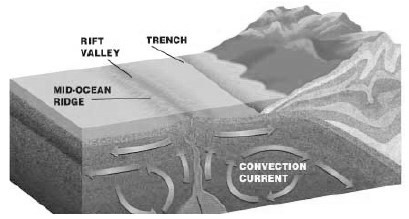 RIFT
VALLEY
TRENCH
MID-OCEAN
RIDGE
CONVECTION
CURRENT